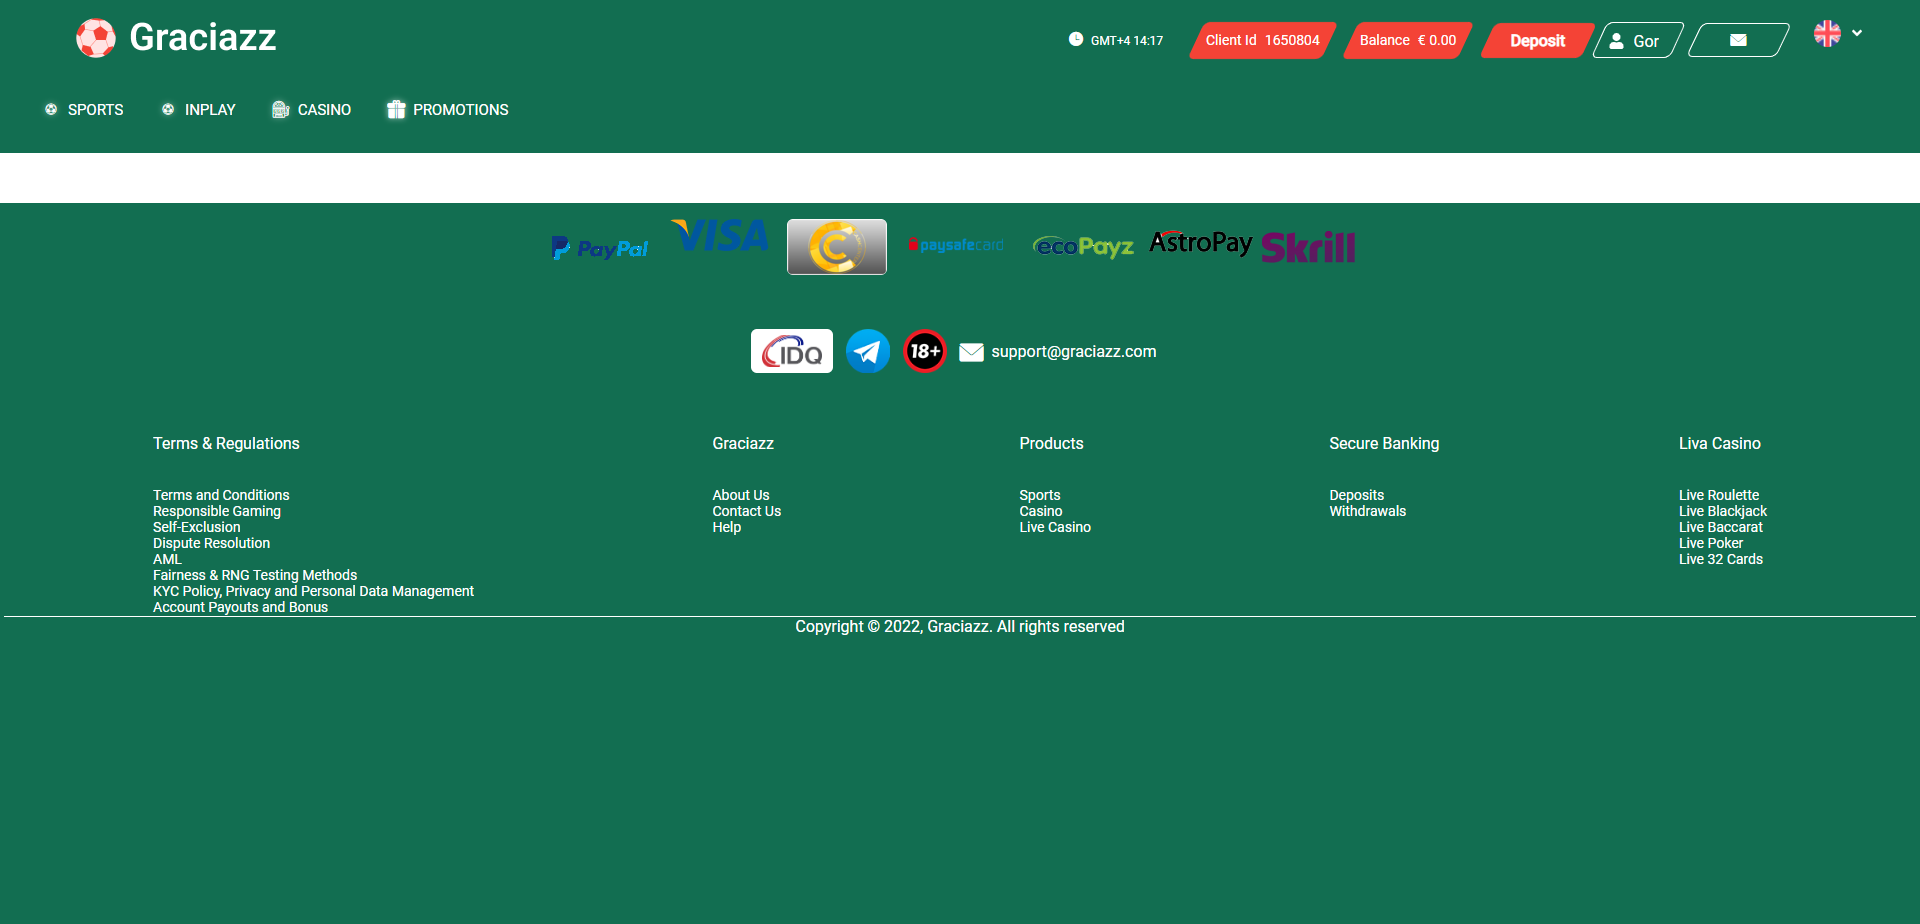 Graciazz
GMT+4 14:17
Client Id 1650804
Balance € 0.00
Deposit
Gor
SPORTS
INPLAY
CASINO
PROMOTIONS
PayPal
VISA
paysafecard
ecoPayz
AstroPay
Skrill
IDQ
18+
support@graciazz.com
Terms & Regulations
Terms and Conditions
Responsible Gaming
Self-Exclusion
Dispute Resolution
AML
Fairness & RNG Testing Methods
KYC Policy, Privacy and Personal Data Management
Account Payouts and Bonus
Graciazz
About Us
Contact Us
Help
Products
Sports
Casino
Live Casino
Secure Banking
Deposits
Withdrawals
Liva Casino
Live Roulette
Live Blackjack
Live Baccarat
Live Poker
Live 32 Cards
Copyright © 2022, Graciazz. All rights reserved